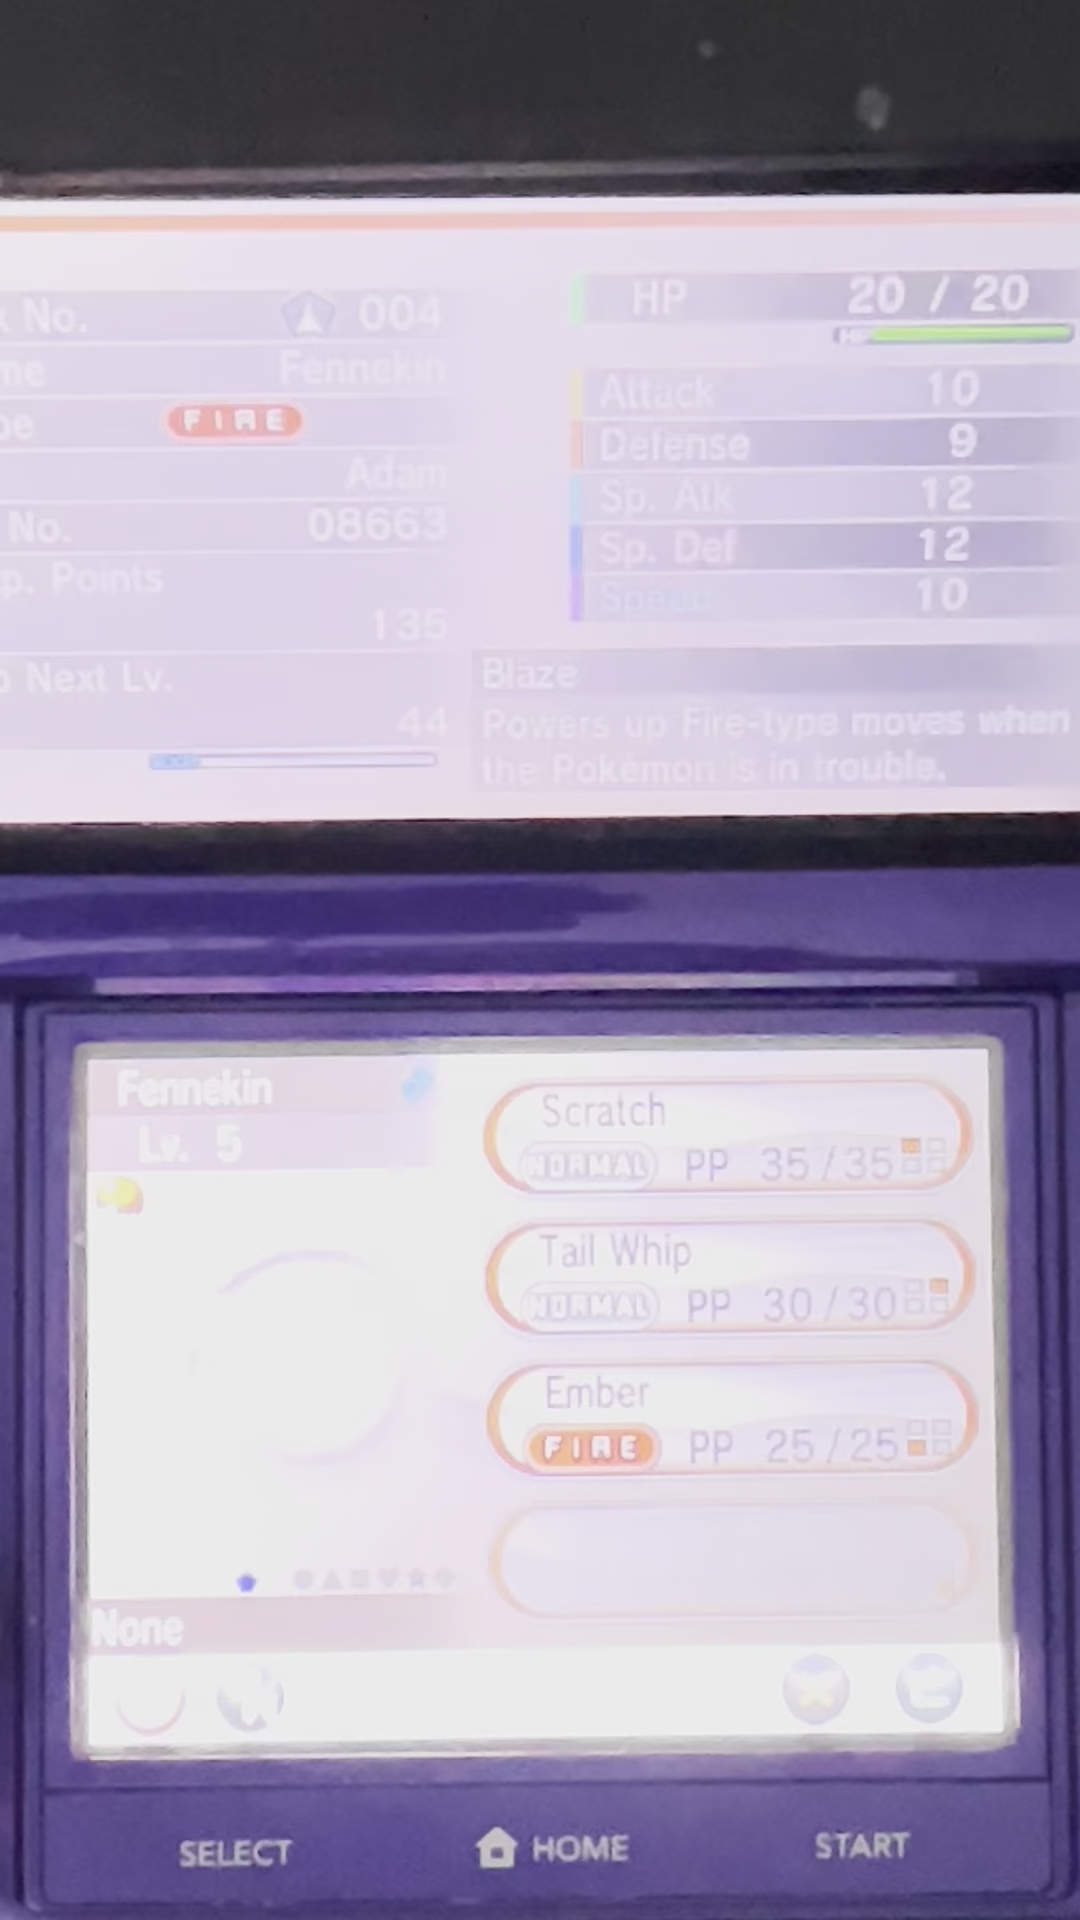 No.
004
HP 20 / 20
Fennekin
FIRE
Attack 10
Defense 9
Adam
Sp. Atk 12
No. 08663
Sp. Def 12
p. Points
Speed 10
135
Next Lv.
Blaze
44
Powers up Fire-type moves when
the Pokémon is in trouble.
Fennekin
Lv. 5
Scratch
NORMAL PP 35/35
Tail Whip
NORMAL PP 30/30
Ember
FIRE PP 25/25
None
SELECT HOME START